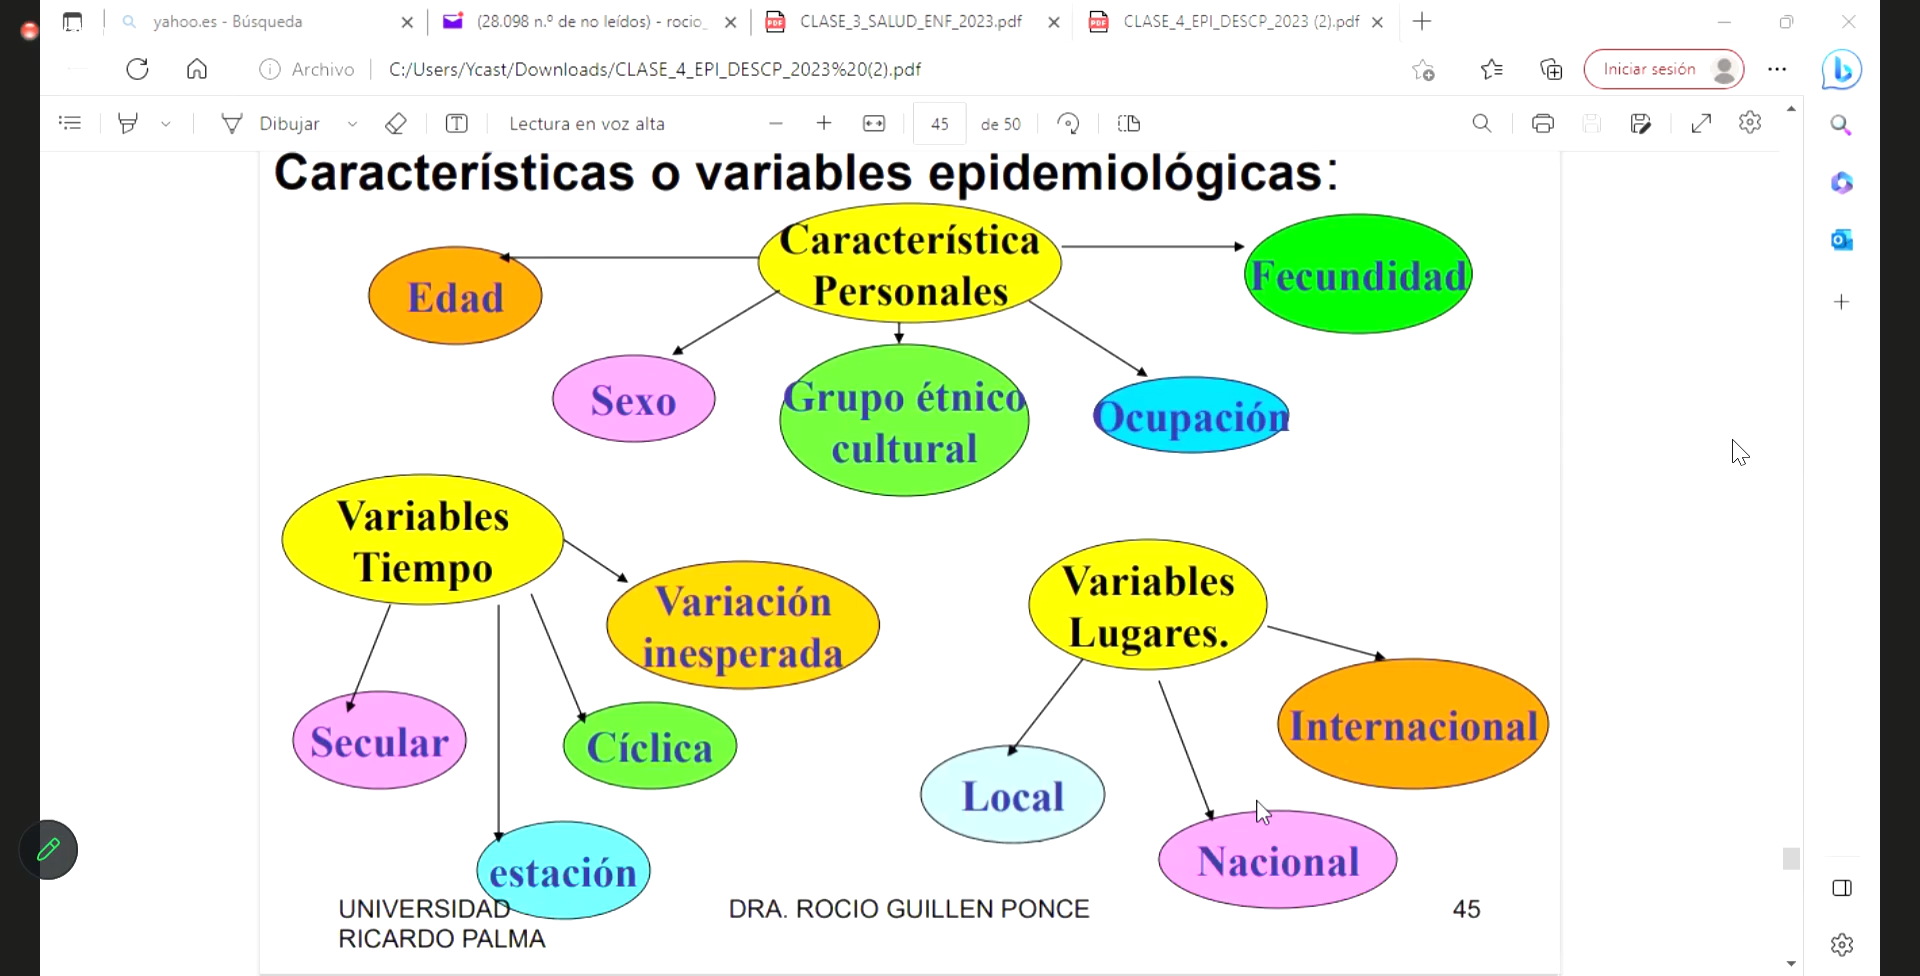 yahoo.es - Búsqueda
(28.098 n.º de no leídos) - rocio_
CLASE_3_SALUD_ENF_2023.pdf
CLASE_4_EPI_DESCP_2023 (2).pdf
Archivo
C:/Users/Ycast/Downloads/CLASE_4_EPI_DESCP_2023%20(2).pdf
Iniciar sesión
Dibujar
Lectura en voz alta
45
de 50
Características o variables epidemiológicas:
Característica
Personales
Edad
Fecundidad
Sexo
Grupo étnico
cultural
Ocupación
Variables
Tiempo
Variación
inesperada
Secular
Cíclica
estación
Variables
Lugares.
Internacional
Local
Nacional
UNIVERSIDAD
RICARDO PALMA
DRA. ROCIO GUILLEN PONCE
45